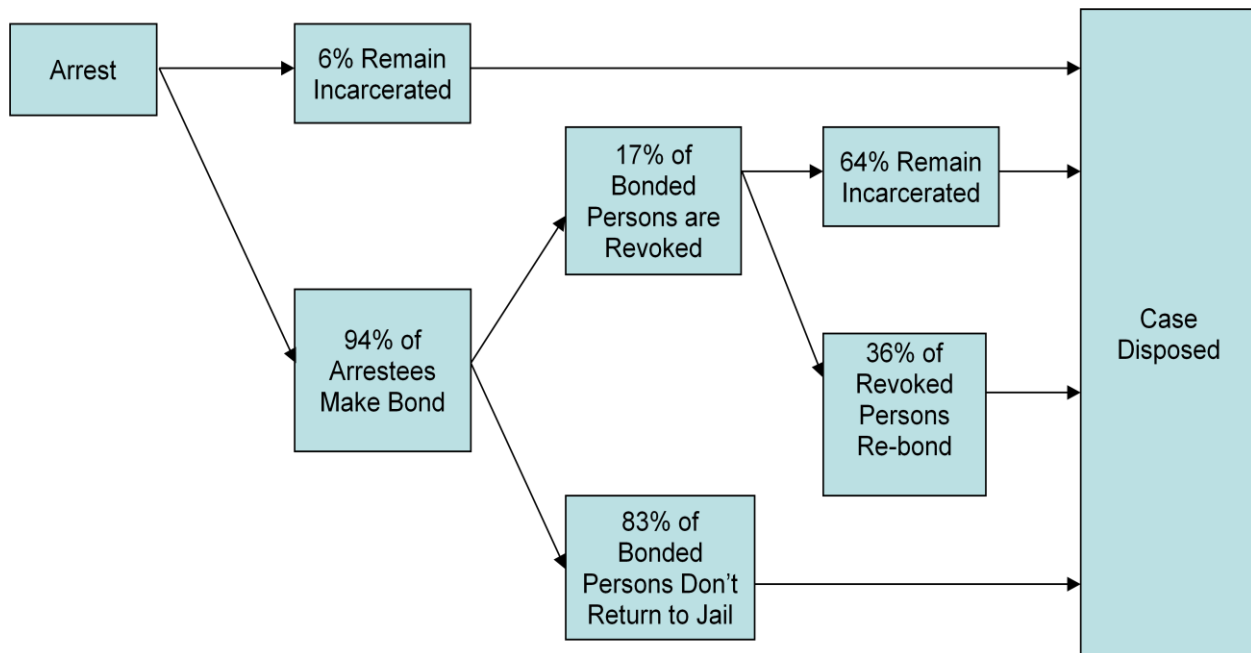 Arrest
6% Remain
Incarcerated
94% of
Arrestees
Make Bond
17% of
Bonded
Persons are
Revoked
83% of
Bonded
Persons Don't
Return to Jail
64% Remain
Incarcerated
36% of
Revoked
Persons
Re-bond
Case
Disposed